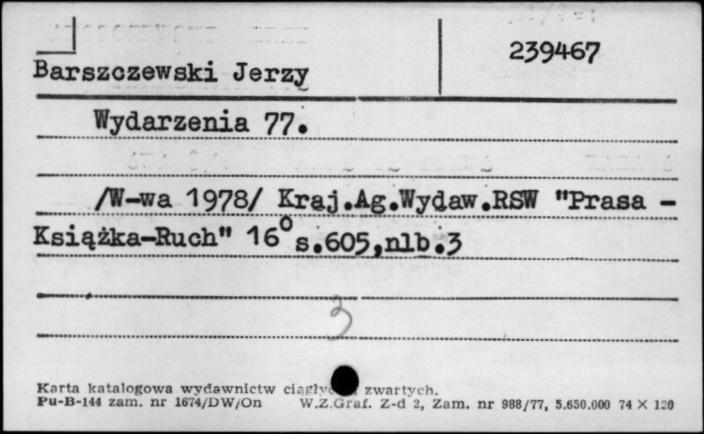 239467
Barszczewski Jerzy
Wydarzenia 77.
/W-wa 1978/ Kraj.Ag.Wydaw.RSW "Prasa -
Książka-Ruch" 16° s.605,nlb.3
3
Karta katalogowa wydawnictw zwartych.
Pu-B-144 zam. nr 1674/DW/On W.Z.Graf. Z-d 2, Zam. nr 988/77, 5.650.000 74 X 120